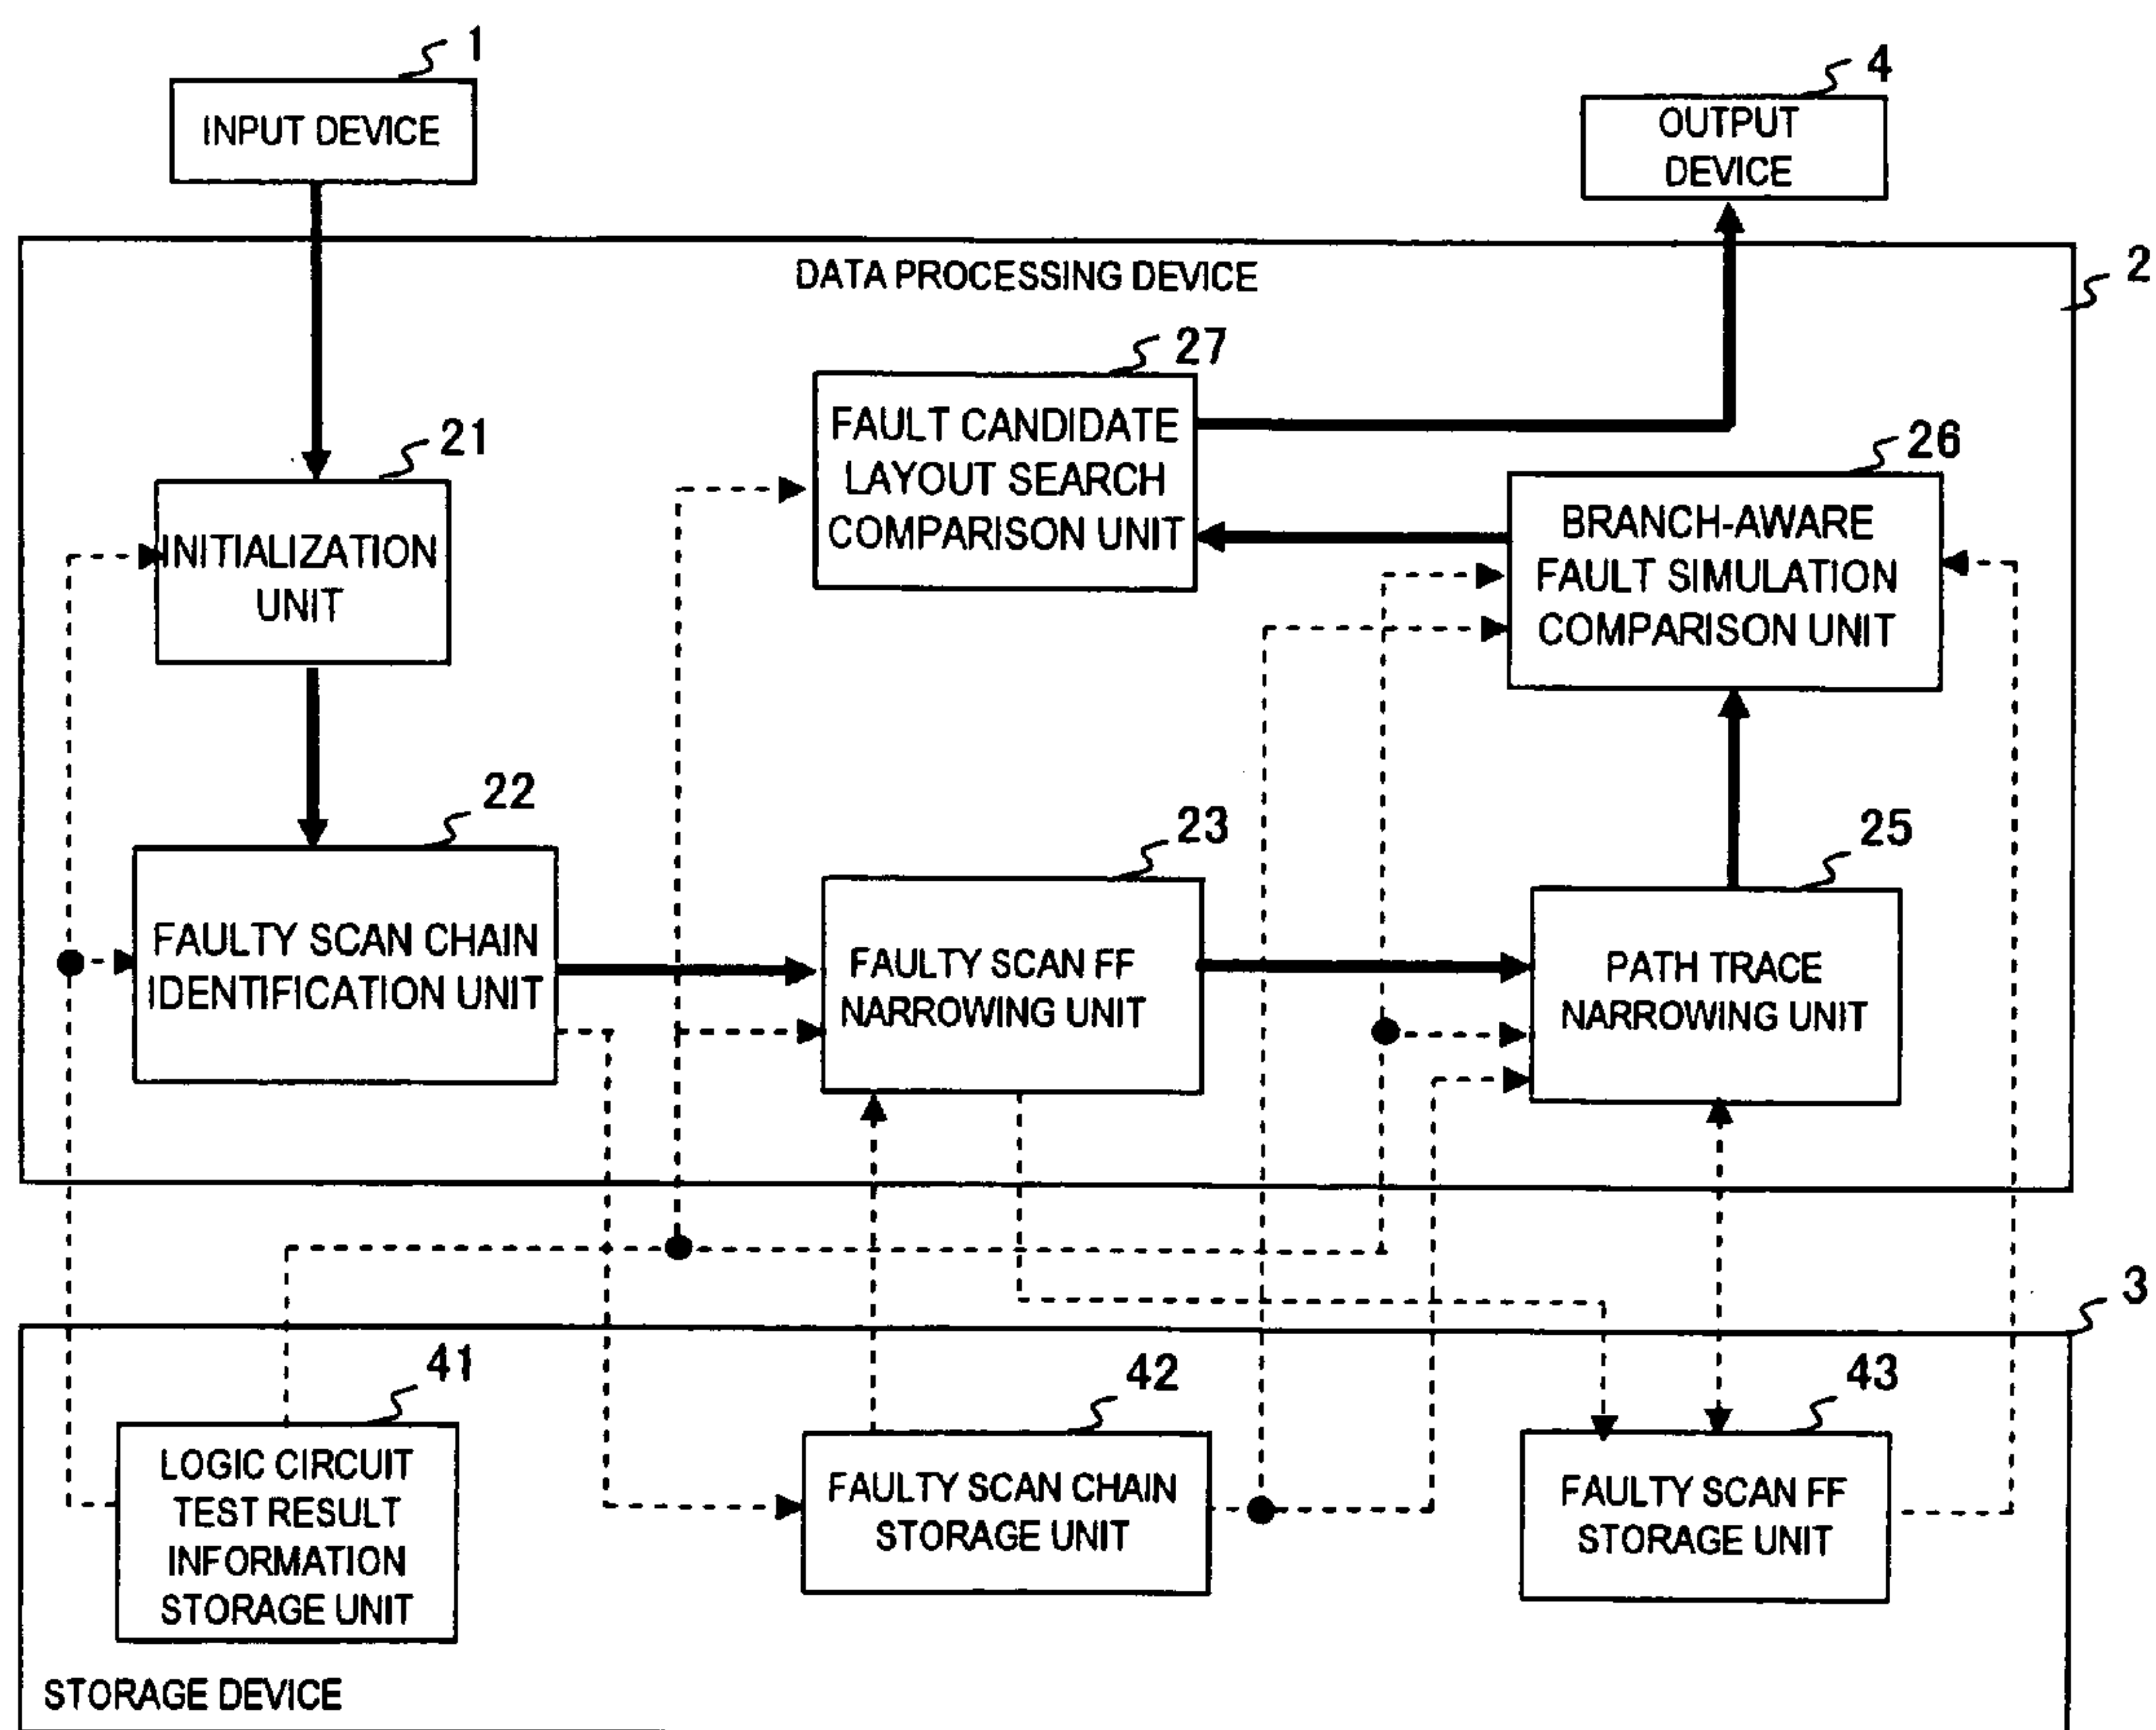 1
INPUT DEVICE
4
OUTPUT
DEVICE
DATA PROCESSING DEVICE
2
27
FAULT CANDIDATE
LAYOUT SEARCH
COMPARISON UNIT
21
INITIALIZATION
UNIT
26
BRANCH-AWARE
FAULT SIMULATION
COMPARISON UNIT
22
FAULTY SCAN CHAIN
IDENTIFICATION UNIT
23
FAULTY SCAN FF
NARROWING UNIT
25
PATH TRACE
NARROWING UNIT
3
41
LOGIC CIRCUIT
TEST RESULT
INFORMATION
STORAGE UNIT
42
FAULTY SCAN CHAIN
STORAGE UNIT
43
FAULTY SCAN FF
STORAGE UNIT
STORAGE DEVICE